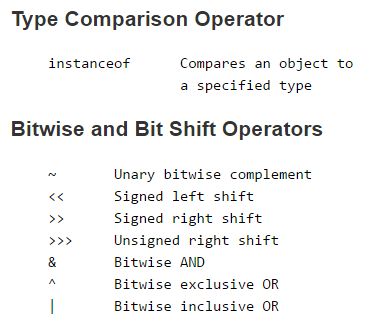 Type Comparison Operator
instanceof Compares an object to
a specified type
Bitwise and Bit Shift Operators
~ Unary bitwise complement
<< Signed left shift
>> Signed right shift
>>> Unsigned right shift
& Bitwise AND
^ Bitwise exclusive OR
| Bitwise inclusive OR